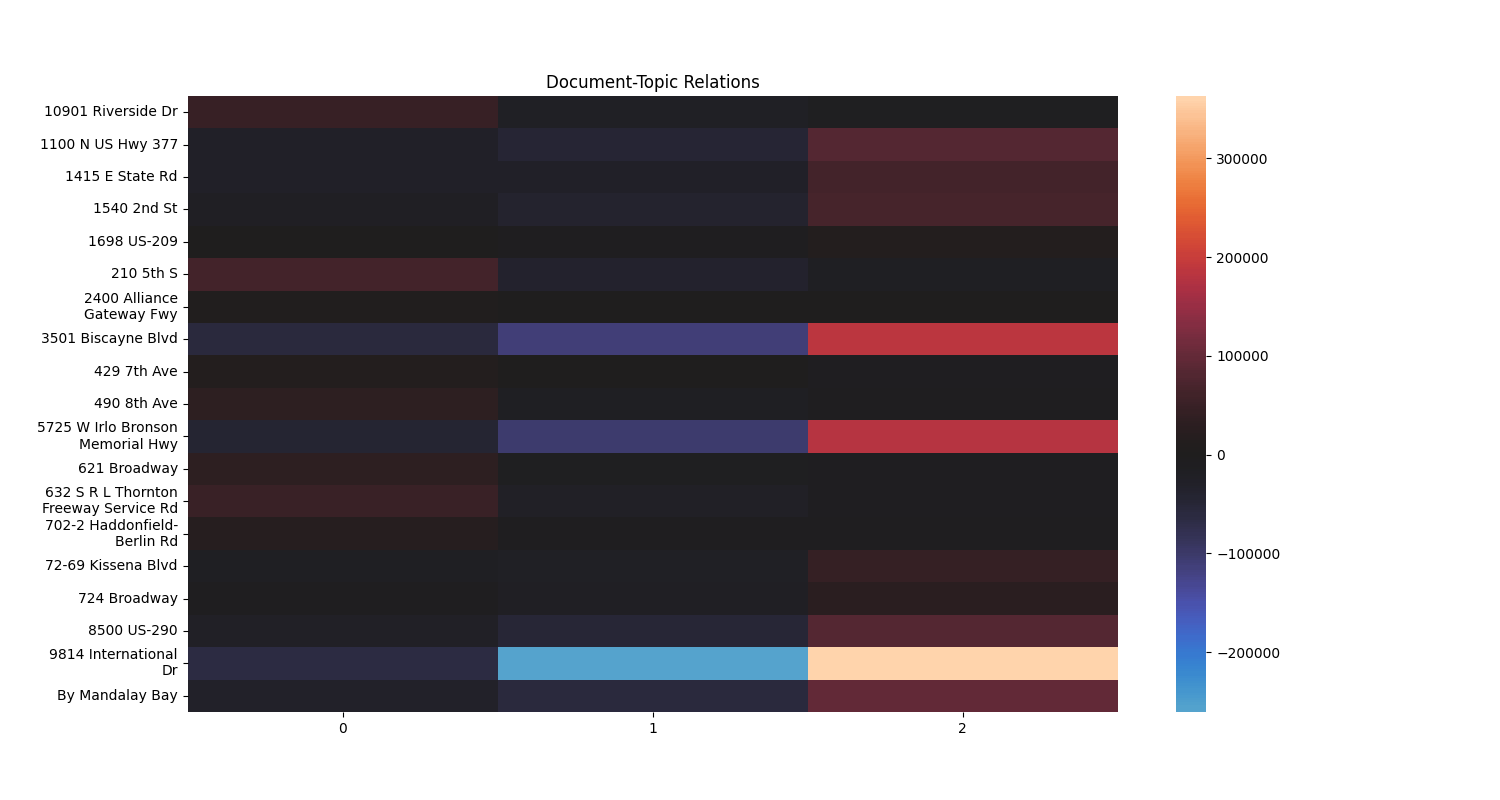 Document-Topic Relations
10901 Riverside Dr
1100 N US Hwy 377
1415 E State Rd
1540 2nd St
1698 US-209
210 5th S
2400 Alliance
Gateway Fwy
3501 Biscayne Blvd
429 7th Ave
490 8th Ave
5725 W Irlo Bronson
Memorial Hwy
621 Broadway
632 S R L Thornton
Freeway Service Rd
702-2 Haddonfield-
Berlin Rd
72-69 Kissena Blvd
724 Broadway
8500 US-290
9814 International
Dr
By Mandalay Bay
0 1 2
300000
200000
100000
0
−100000
−200000